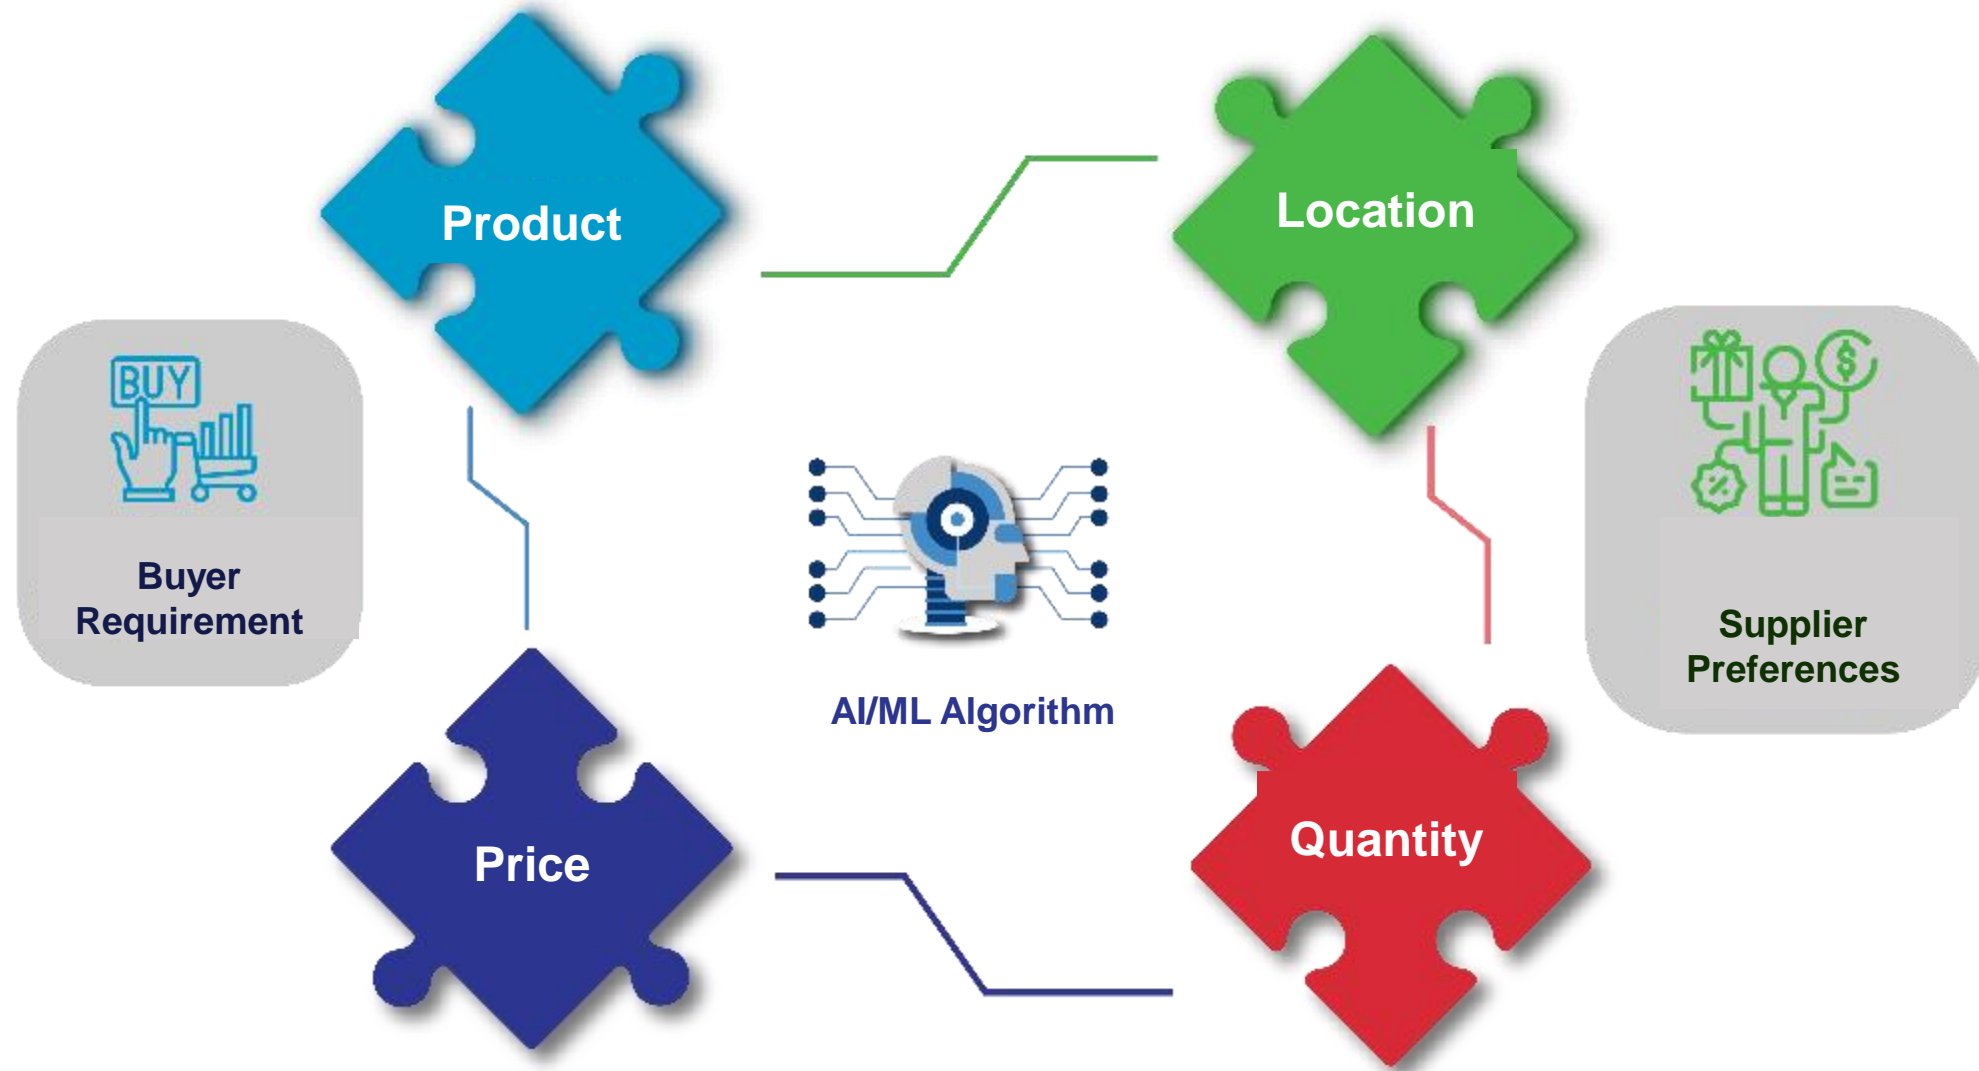 Product
Location
BUY
Buyer
Requirement
$
%
Supplier
Preferences
AI/ML Algorithm
Price
Quantity